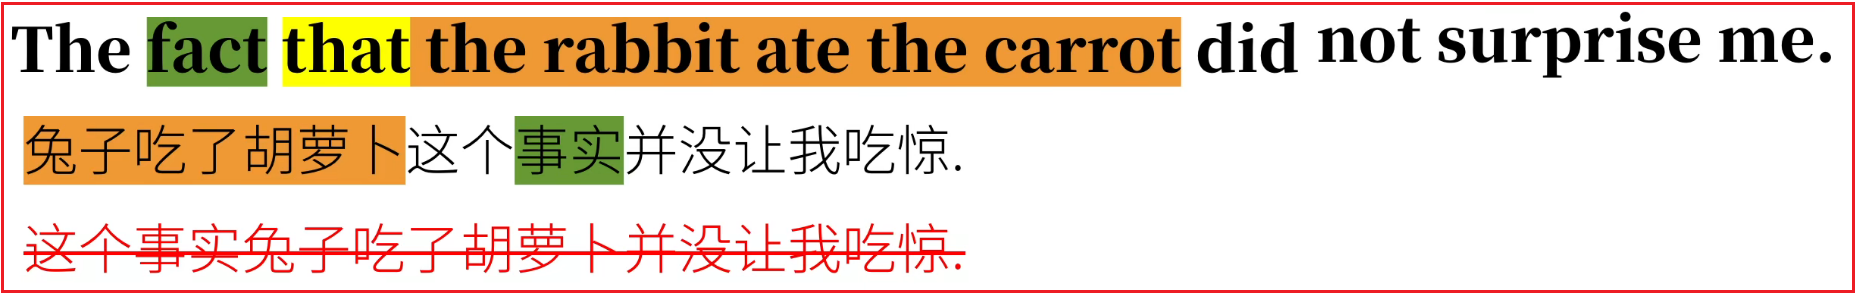 The fact that the rabbit ate the carrot did not surprise me.
兔子吃了胡萝卜这个事实并没让我吃惊.
这个事实兔子吃了胡萝卜并没让我吃惊.